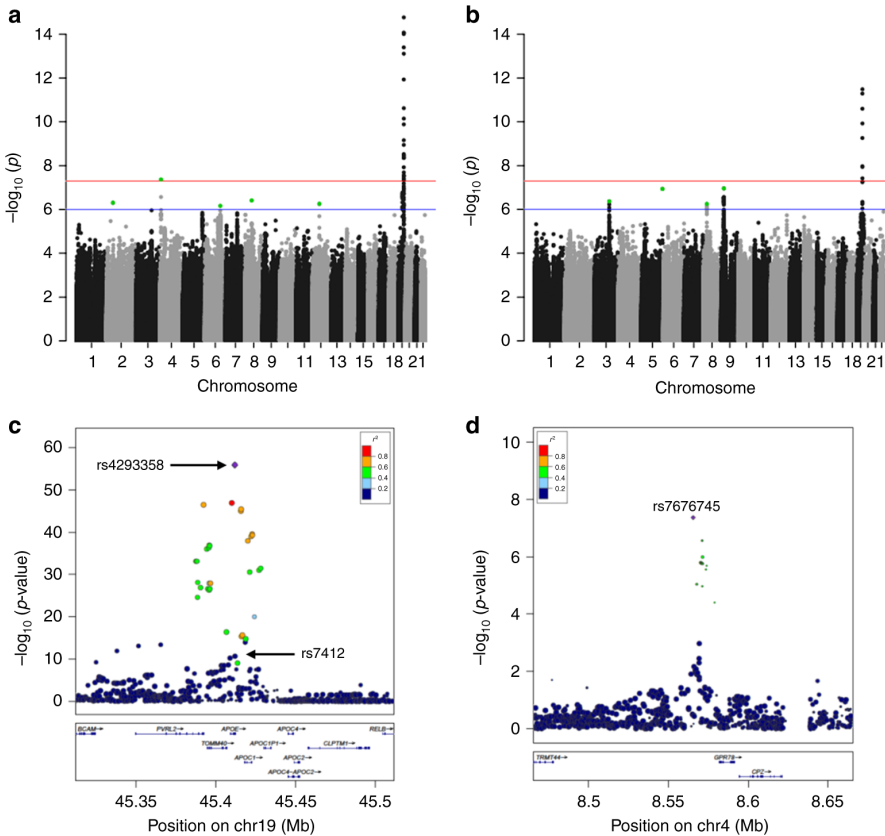 a
14
12
10
8
6
4
2
0
−log10 (p)
1 2 3 4 5 6 7 8 9 11 13 15 18 21
Chromosome
b
14
12
10
8
6
4
2
0
−log10 (p)
1 2 3 4 5 6 7 8 9 11 13 15 18 21
Chromosome
c
60
50
40
30
20
10
0
−log10 (p-value)
rs4293358
rs7412
r2
0.8
0.6
0.4
0.2
BCAM→ PVRL2→ APOE→ APOC4→ RELB→
TOMM40→ APOC1P1→ CLPTM1→
APOC1→ APOC2→
APOC4−APOC2→
45.35 45.4 45.45 45.5
Position on chr19 (Mb)
d
10
8
6
4
2
0
−log10 (p-value)
rs7676745
r2
0.8
0.6
0.4
0.2
TRMT44→ GPR78→
CPZ→
8.5 8.55 8.6 8.65
Position on chr4 (Mb)